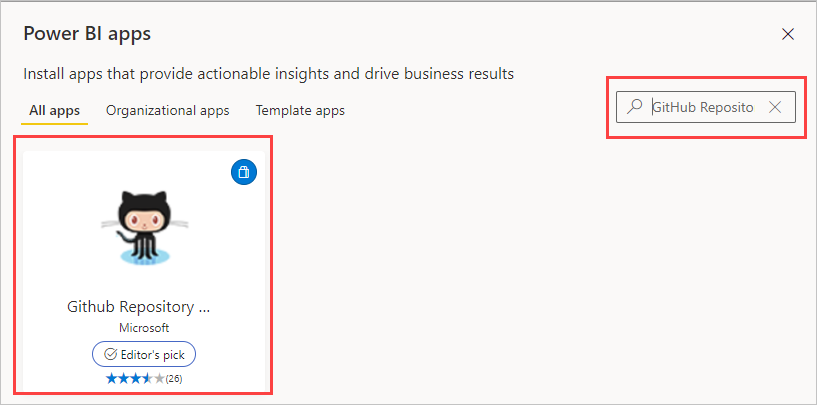 Power BI apps
Install apps that provide actionable insights and drive business results
All apps Organizational apps Template apps
GitHub Reposito
Github Repository ...
Microsoft
Editor's pick
(26)